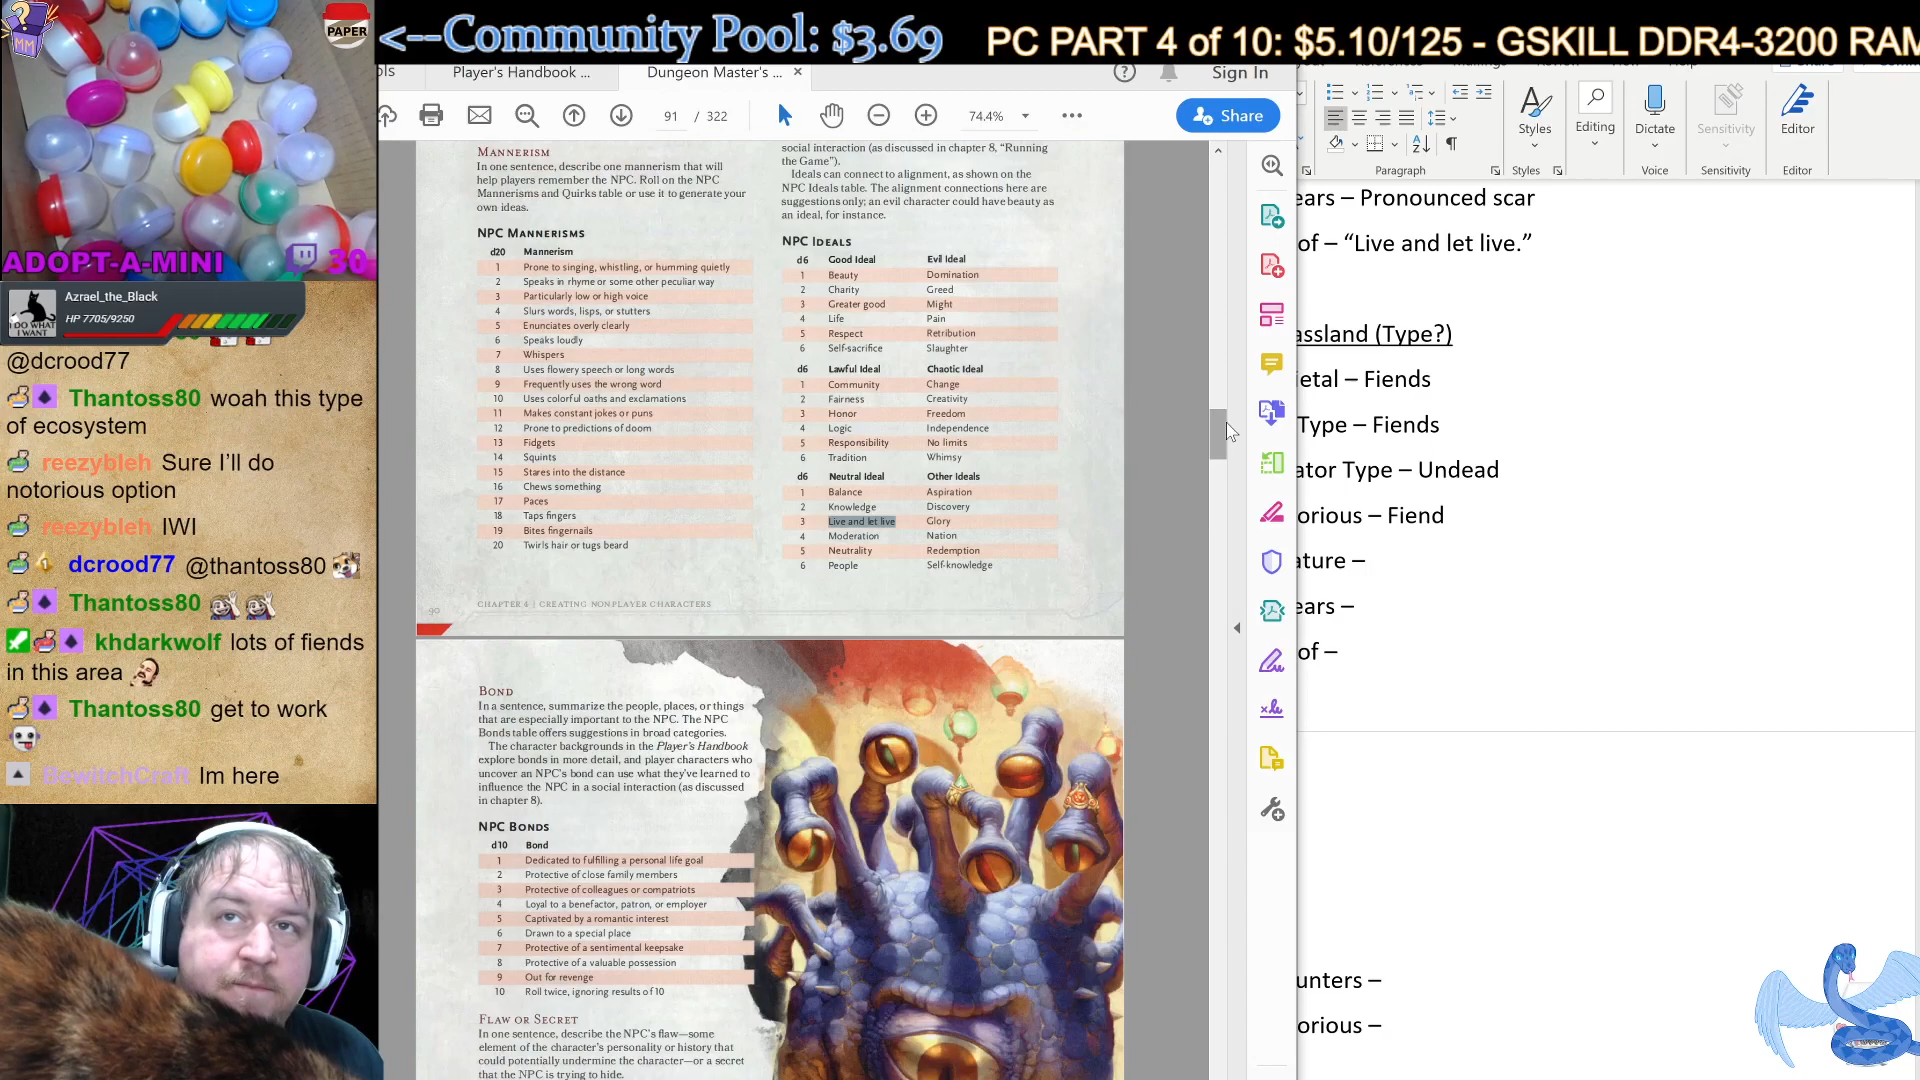 MM
PAPER
<--Community Pool: $3.69
PC PART 4 of 10: $5.10/125 - GSKILL DDR4-3200 RAM
Player's Handbook ...
Dungeon Master's ...
Sign In
91 / 322
74.4%
Share
MANNERISM
In one sentence, describe one mannerism that will
help players remember the NPC. Roll on the NPC
Mannerisms and Quirks table or use it to generate your
own ideas.
NPC MANNERISMS
d20 Mannerism
1 Prone to singing, whistling, or humming quietly
2 Speaks in rhyme or some other peculiar way
3 Particularly low or high voice
4 Slurs words, lisps, or stutters
5 Enunciates overly clearly
6 Speaks loudly
7 Whispers
8 Uses flowery speech or long words
9 Frequently uses the wrong word
10 Uses colorful oaths and exclamations
11 Makes constant jokes or puns
12 Prone to predictions of doom
13 Fidgets
14 Squints
15 Stares into the distance
16 Chews something
17 Paces
18 Taps fingers
19 Bites fingernails
20 Twirls hair or tugs beard
90 CHAPTER 4 | CREATING NONPLAYER CHARACTERS
social interaction (as discussed in chapter 8, "Running
the Game").
Ideals can connect to alignment, as shown on the
NPC Ideals table. The alignment connections here are
suggestions only; an evil character could have beauty as
an ideal, for instance.
NPC IDEALS
d6 Good Ideal Evil Ideal
1 Beauty Domination
2 Charity Greed
3 Greater good Might
4 Life Pain
5 Respect Retribution
6 Self-sacrifice Slaughter
d6 Lawful Ideal Chaotic Ideal
1 Community Change
2 Fairness Creativity
3 Honor Freedom
4 Logic Independence
5 Responsibility No limits
6 Tradition Whimsy
d6 Neutral Ideal Other Ideals
1 Balance Aspiration
2 Knowledge Discovery
3 Live and let live Glory
4 Moderation Nation
5 Neutrality Redemption
6 People Self-knowledge
BOND
In a sentence, summarize the people, places, or things
that are especially important to the NPC. The NPC
Bonds table offers suggestions in broad categories.
The character backgrounds in the Player's Handbook
explore bonds in more detail, and player characters who
uncover an NPC's bond can use what they've learned to
influence the NPC in a social interaction (as discussed
in chapter 8).
NPC BONDS
d10 Bond
1 Dedicated to fulfilling a personal life goal
2 Protective of close family members
3 Protective of colleagues or compatriots
4 Loyal to a benefactor, patron, or employer
5 Captivated by a romantic interest
6 Drawn to a special place
7 Protective of a sentimental keepsake
8 Protective of a valuable possession
9 Out for revenge
10 Roll twice, ignoring results of 10
FLAW OR SECRET
In one sentence, describe the NPC's flaw—some
element of the character's personality or history that
could potentially undermine the character—or a secret
that the NPC is trying to hide.
Styles
Editing
Dictate
Sensitivity
Editor
Paragraph
Styles
Voice
Sensitivity
Editor
ears – Pronounced scar
of – “Live and let live.”
assland (Type?)
ietal – Fiends
Type – Fiends
ator Type – Undead
orious – Fiend
ature –
ears –
of –
unters –
orious –
ADOPT-A-MINI 30
I DO WHAT
I WANT
Azrael_the_Black
HP 7705/9250
@dcrood77
Thantoss80 woah this type
of ecosystem
reezybleh Sure I'll do
notorious option
reezybleh IWI
dcrood77 @thantoss80
Thantoss80
khdarkwolf lots of fiends
in this area
Thantoss80 get to work
BewitchCraft Im here